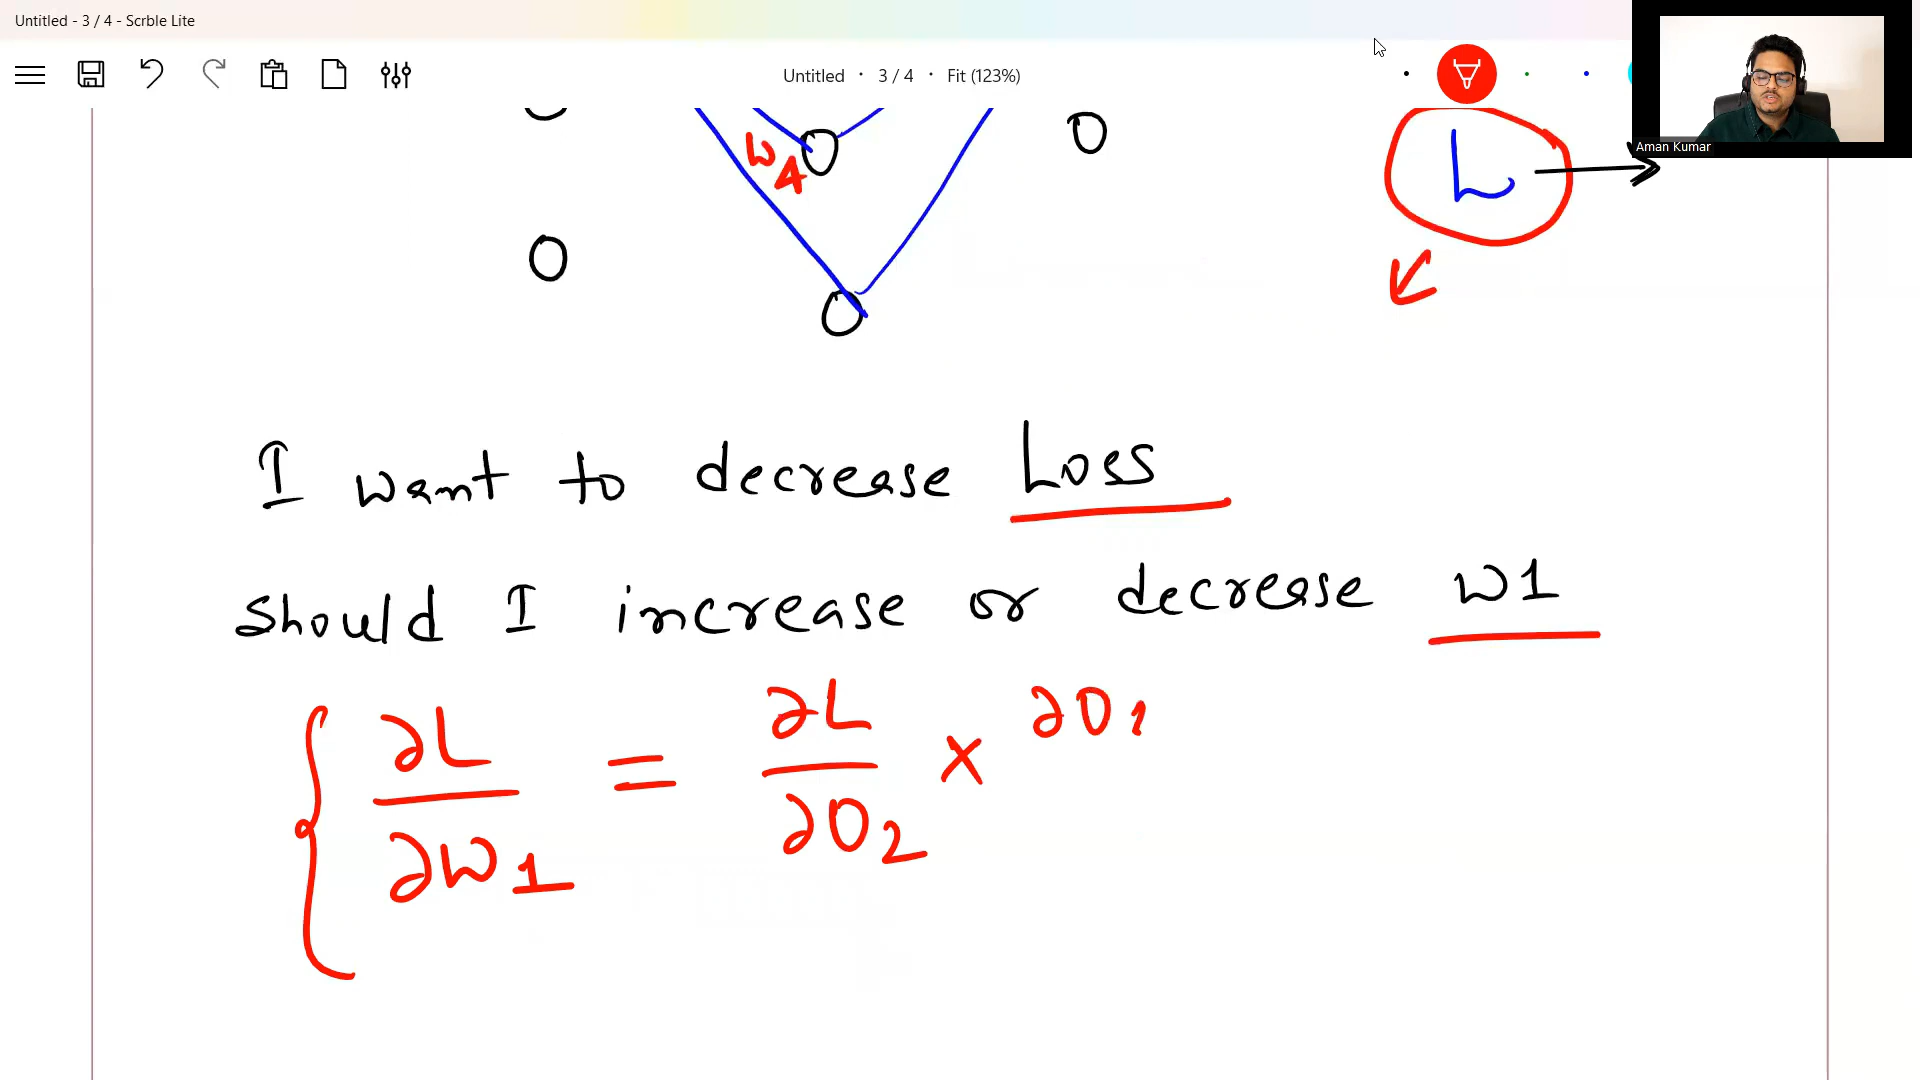 Untitled - 3 / 4 - Scrble Lite
Untitled • 3 / 4 • Fit (123%)
Aman Kumar
W4
L
I want to decrease Loss
should I increase or decrease w1
∂L/∂W1 = ∂L/∂O2 × ∂O1